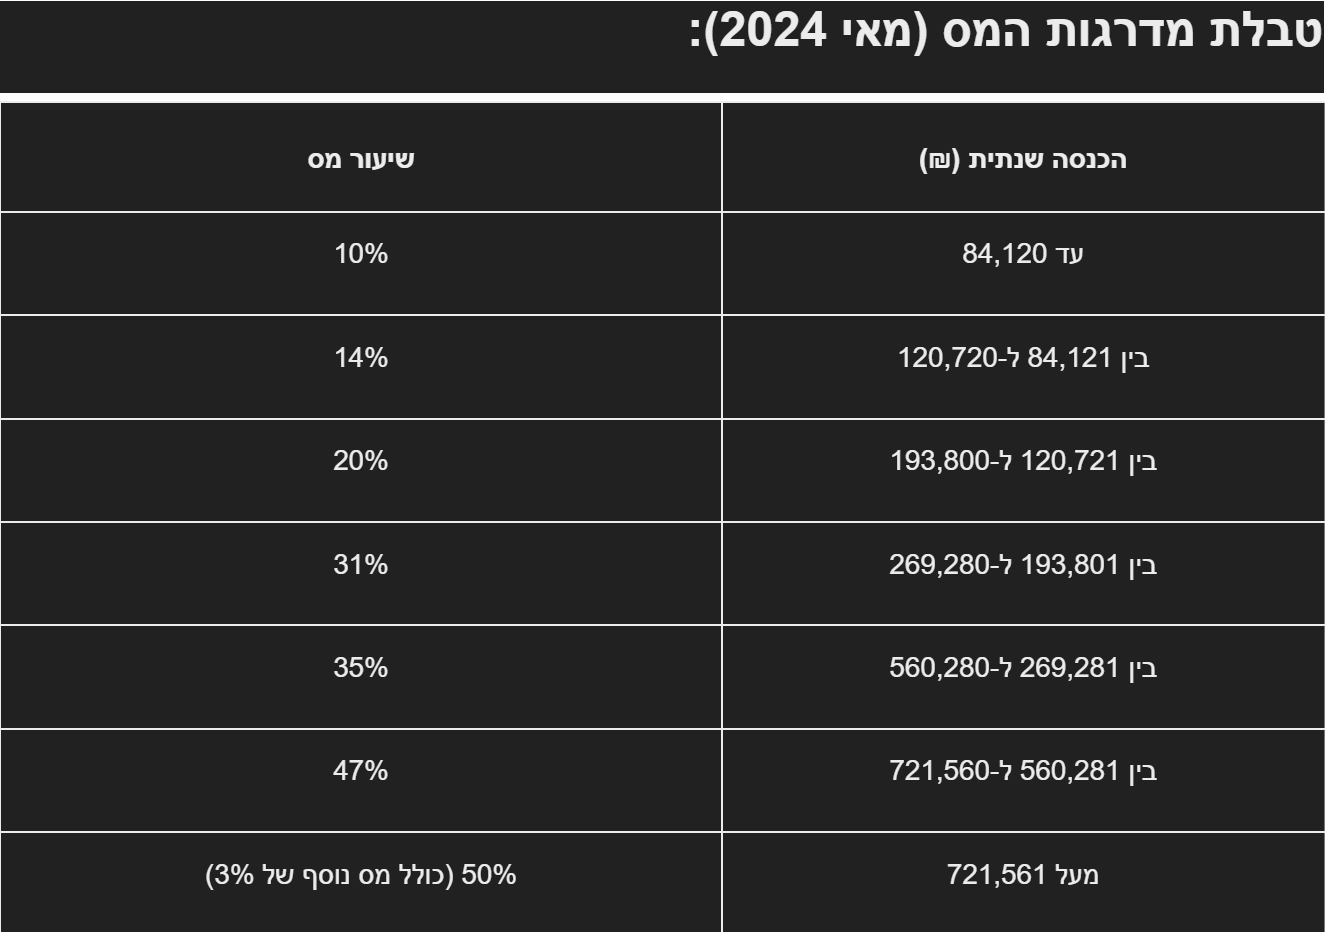 טבלת מדרגות המס (מאי 2024):
הכנסה שנתית (₪) שיעור מס
עד 84,120 10%
בין 84,121 ל-120,720 14%
בין 120,721 ל-193,800 20%
בין 193,801 ל-269,280 31%
בין 269,281 ל-560,280 35%
בין 560,281 ל-721,560 47%
מעל 721,561 50% (כולל מס נוסף של 3%)